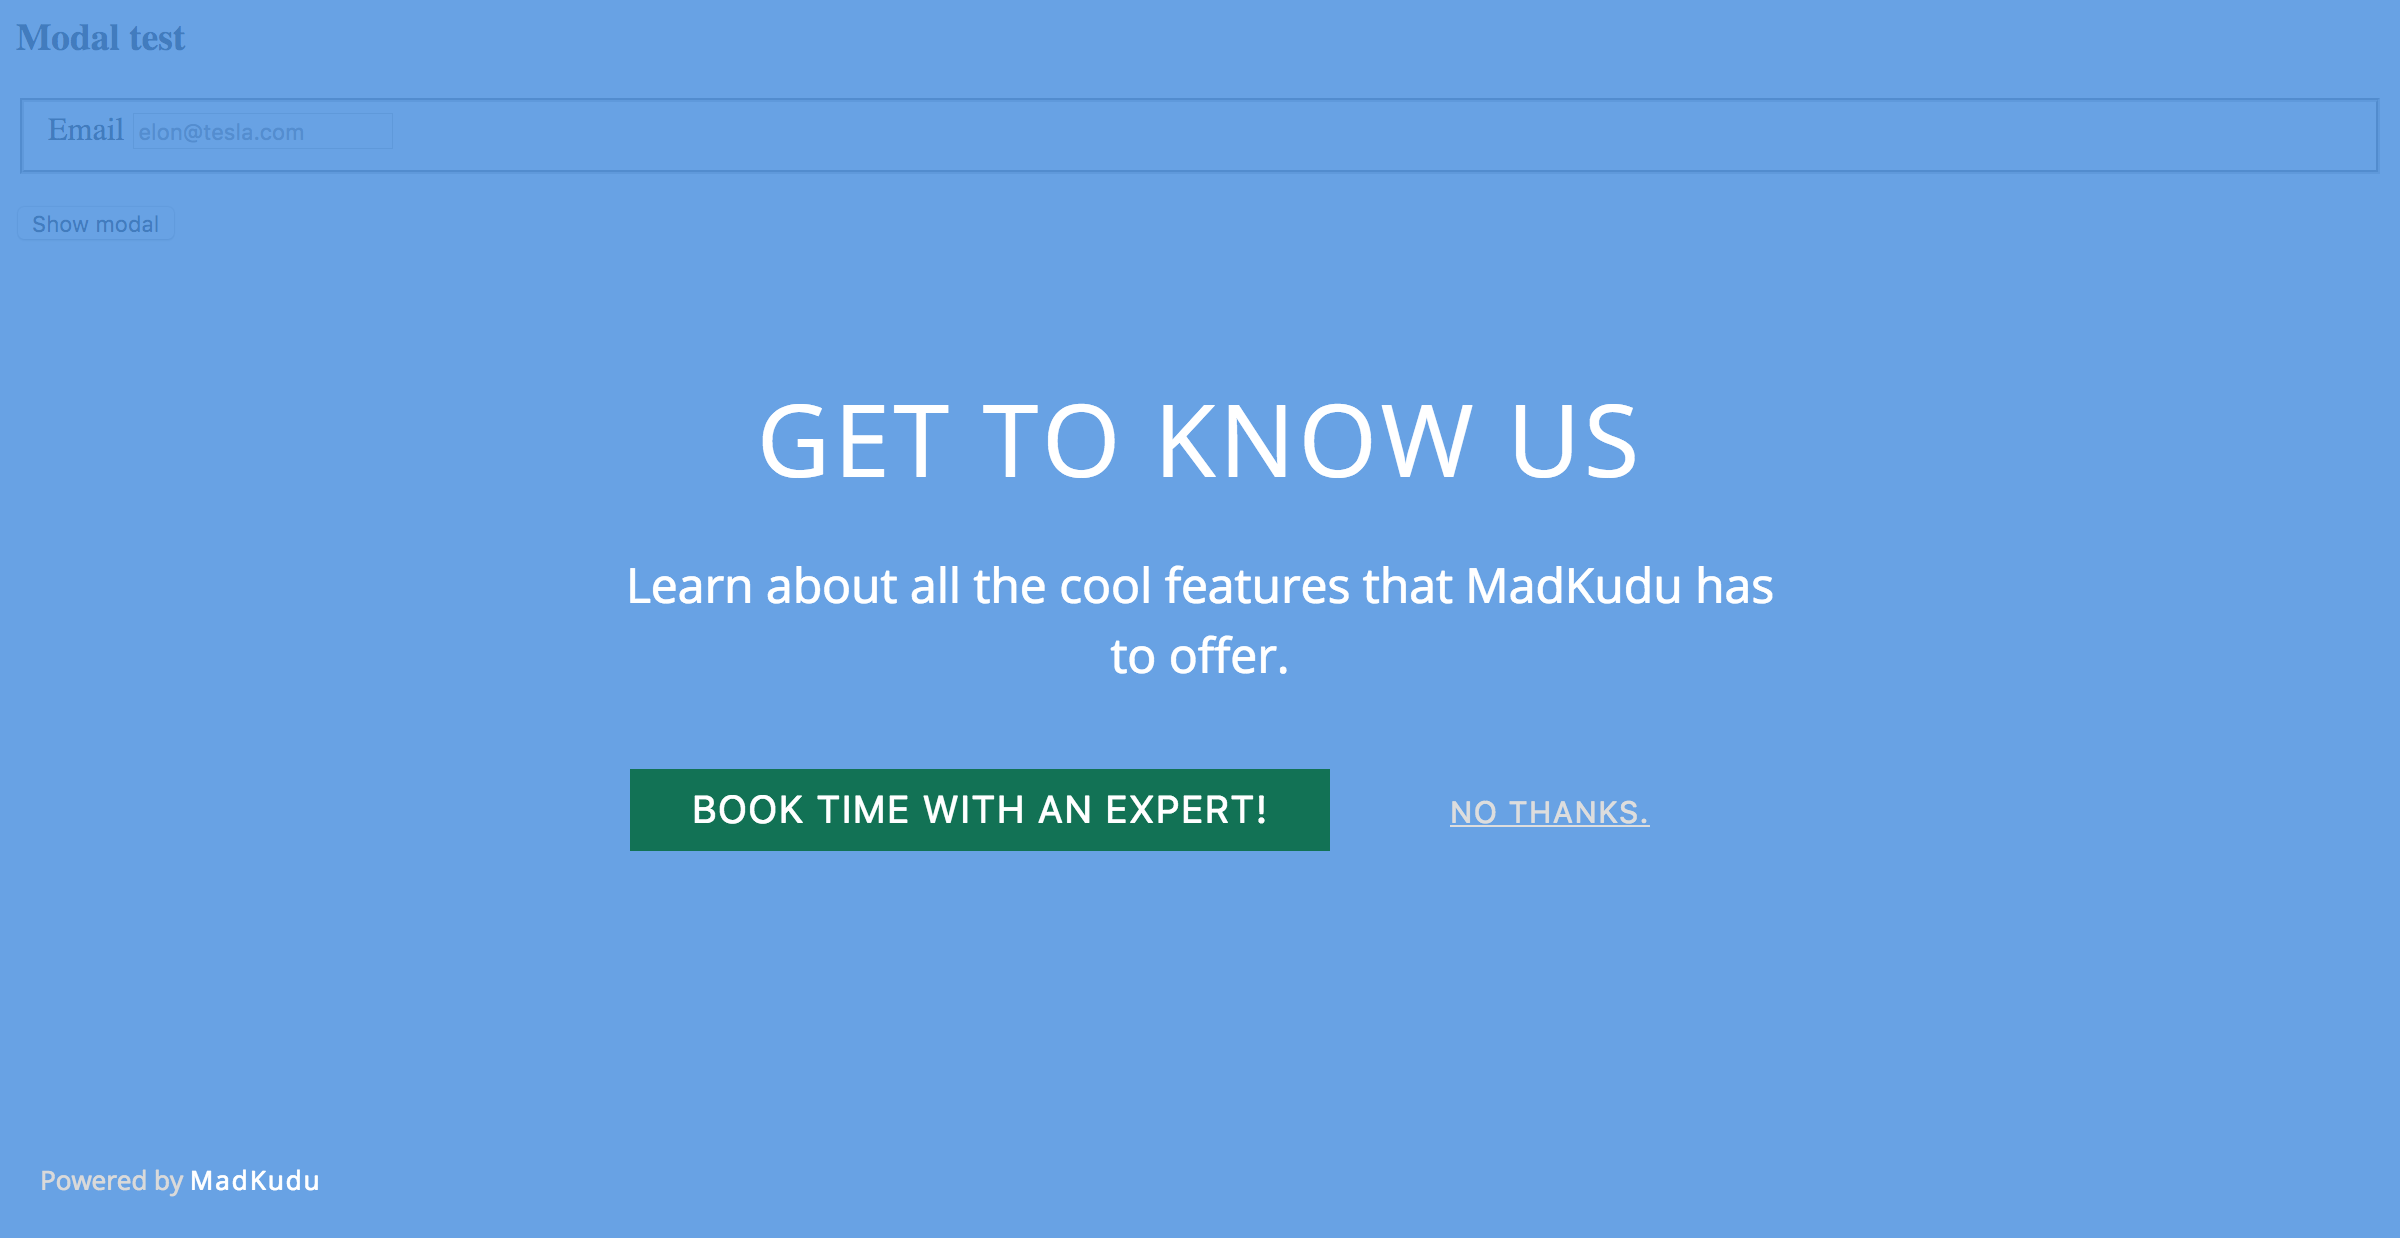 Modal test
Email elon@tesla.com
Show modal
GET TO KNOW US
Learn about all the cool features that MadKudu has
to offer.
BOOK TIME WITH AN EXPERT!
NO THANKS.
Powered by MadKudu